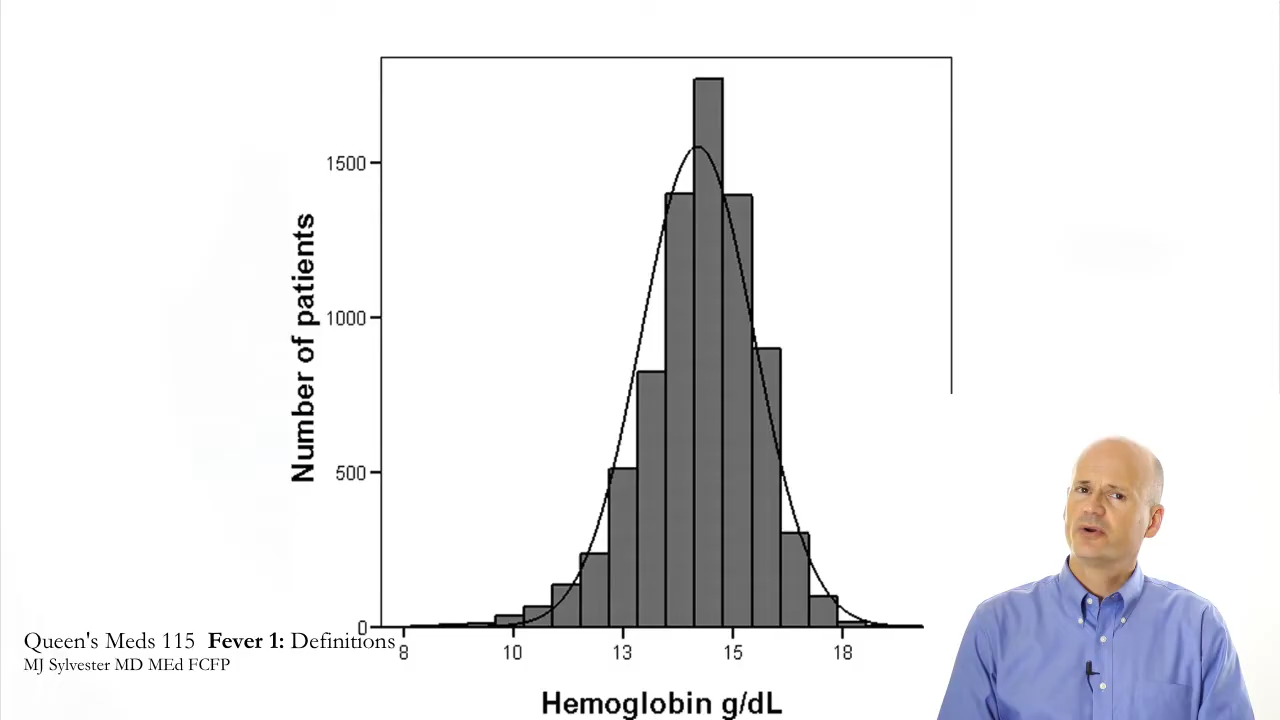 1500
1000
500
0
Number of patients
8 10 13 15 18
Hemoglobin g/dL
Queen's Meds 115 Fever 1: Definitions
MJ Sylvester MD MEd FCFP